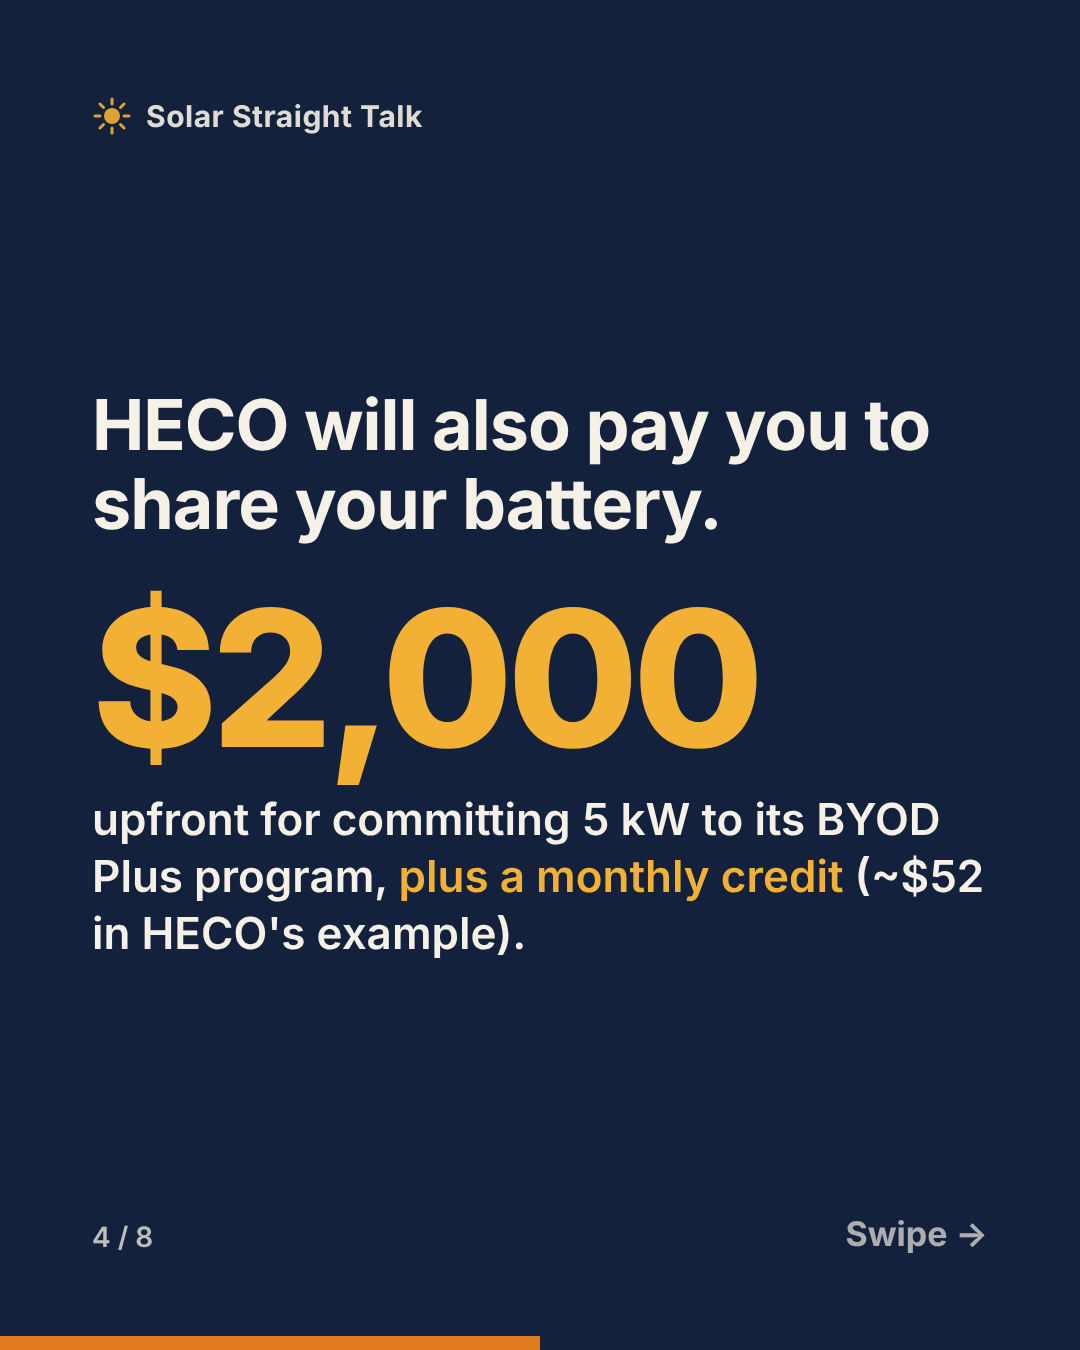 Solar Straight Talk
HECO will also pay you to
share your battery.
$2,000
upfront for committing 5 kW to its BYOD
Plus program, plus a monthly credit (~$52
in HECO's example).
4 / 8
Swipe →